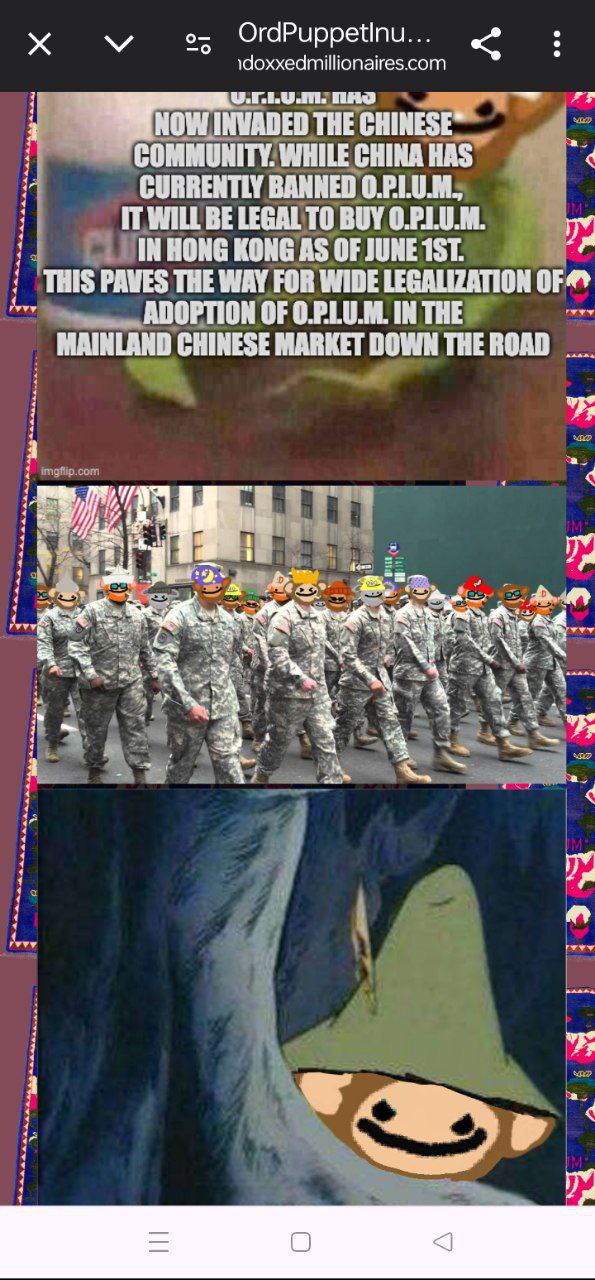 OrdPuppetInu...
ndoxxedmillionaires.com
O.P.I.U.M. HAS
NOW INVADED THE CHINESE
COMMUNITY. WHILE CHINA HAS
CURRENTLY BANNED O.P.I.U.M.,
IT WILL BE LEGAL TO BUY O.P.I.U.M.
IN HONG KONG AS OF JUNE 1ST.
THIS PAVES THE WAY FOR WIDE LEGALIZATION OF
ADOPTION OF O.P.I.U.M. IN THE
MAINLAND CHINESE MARKET DOWN THE ROAD
imgflip.com